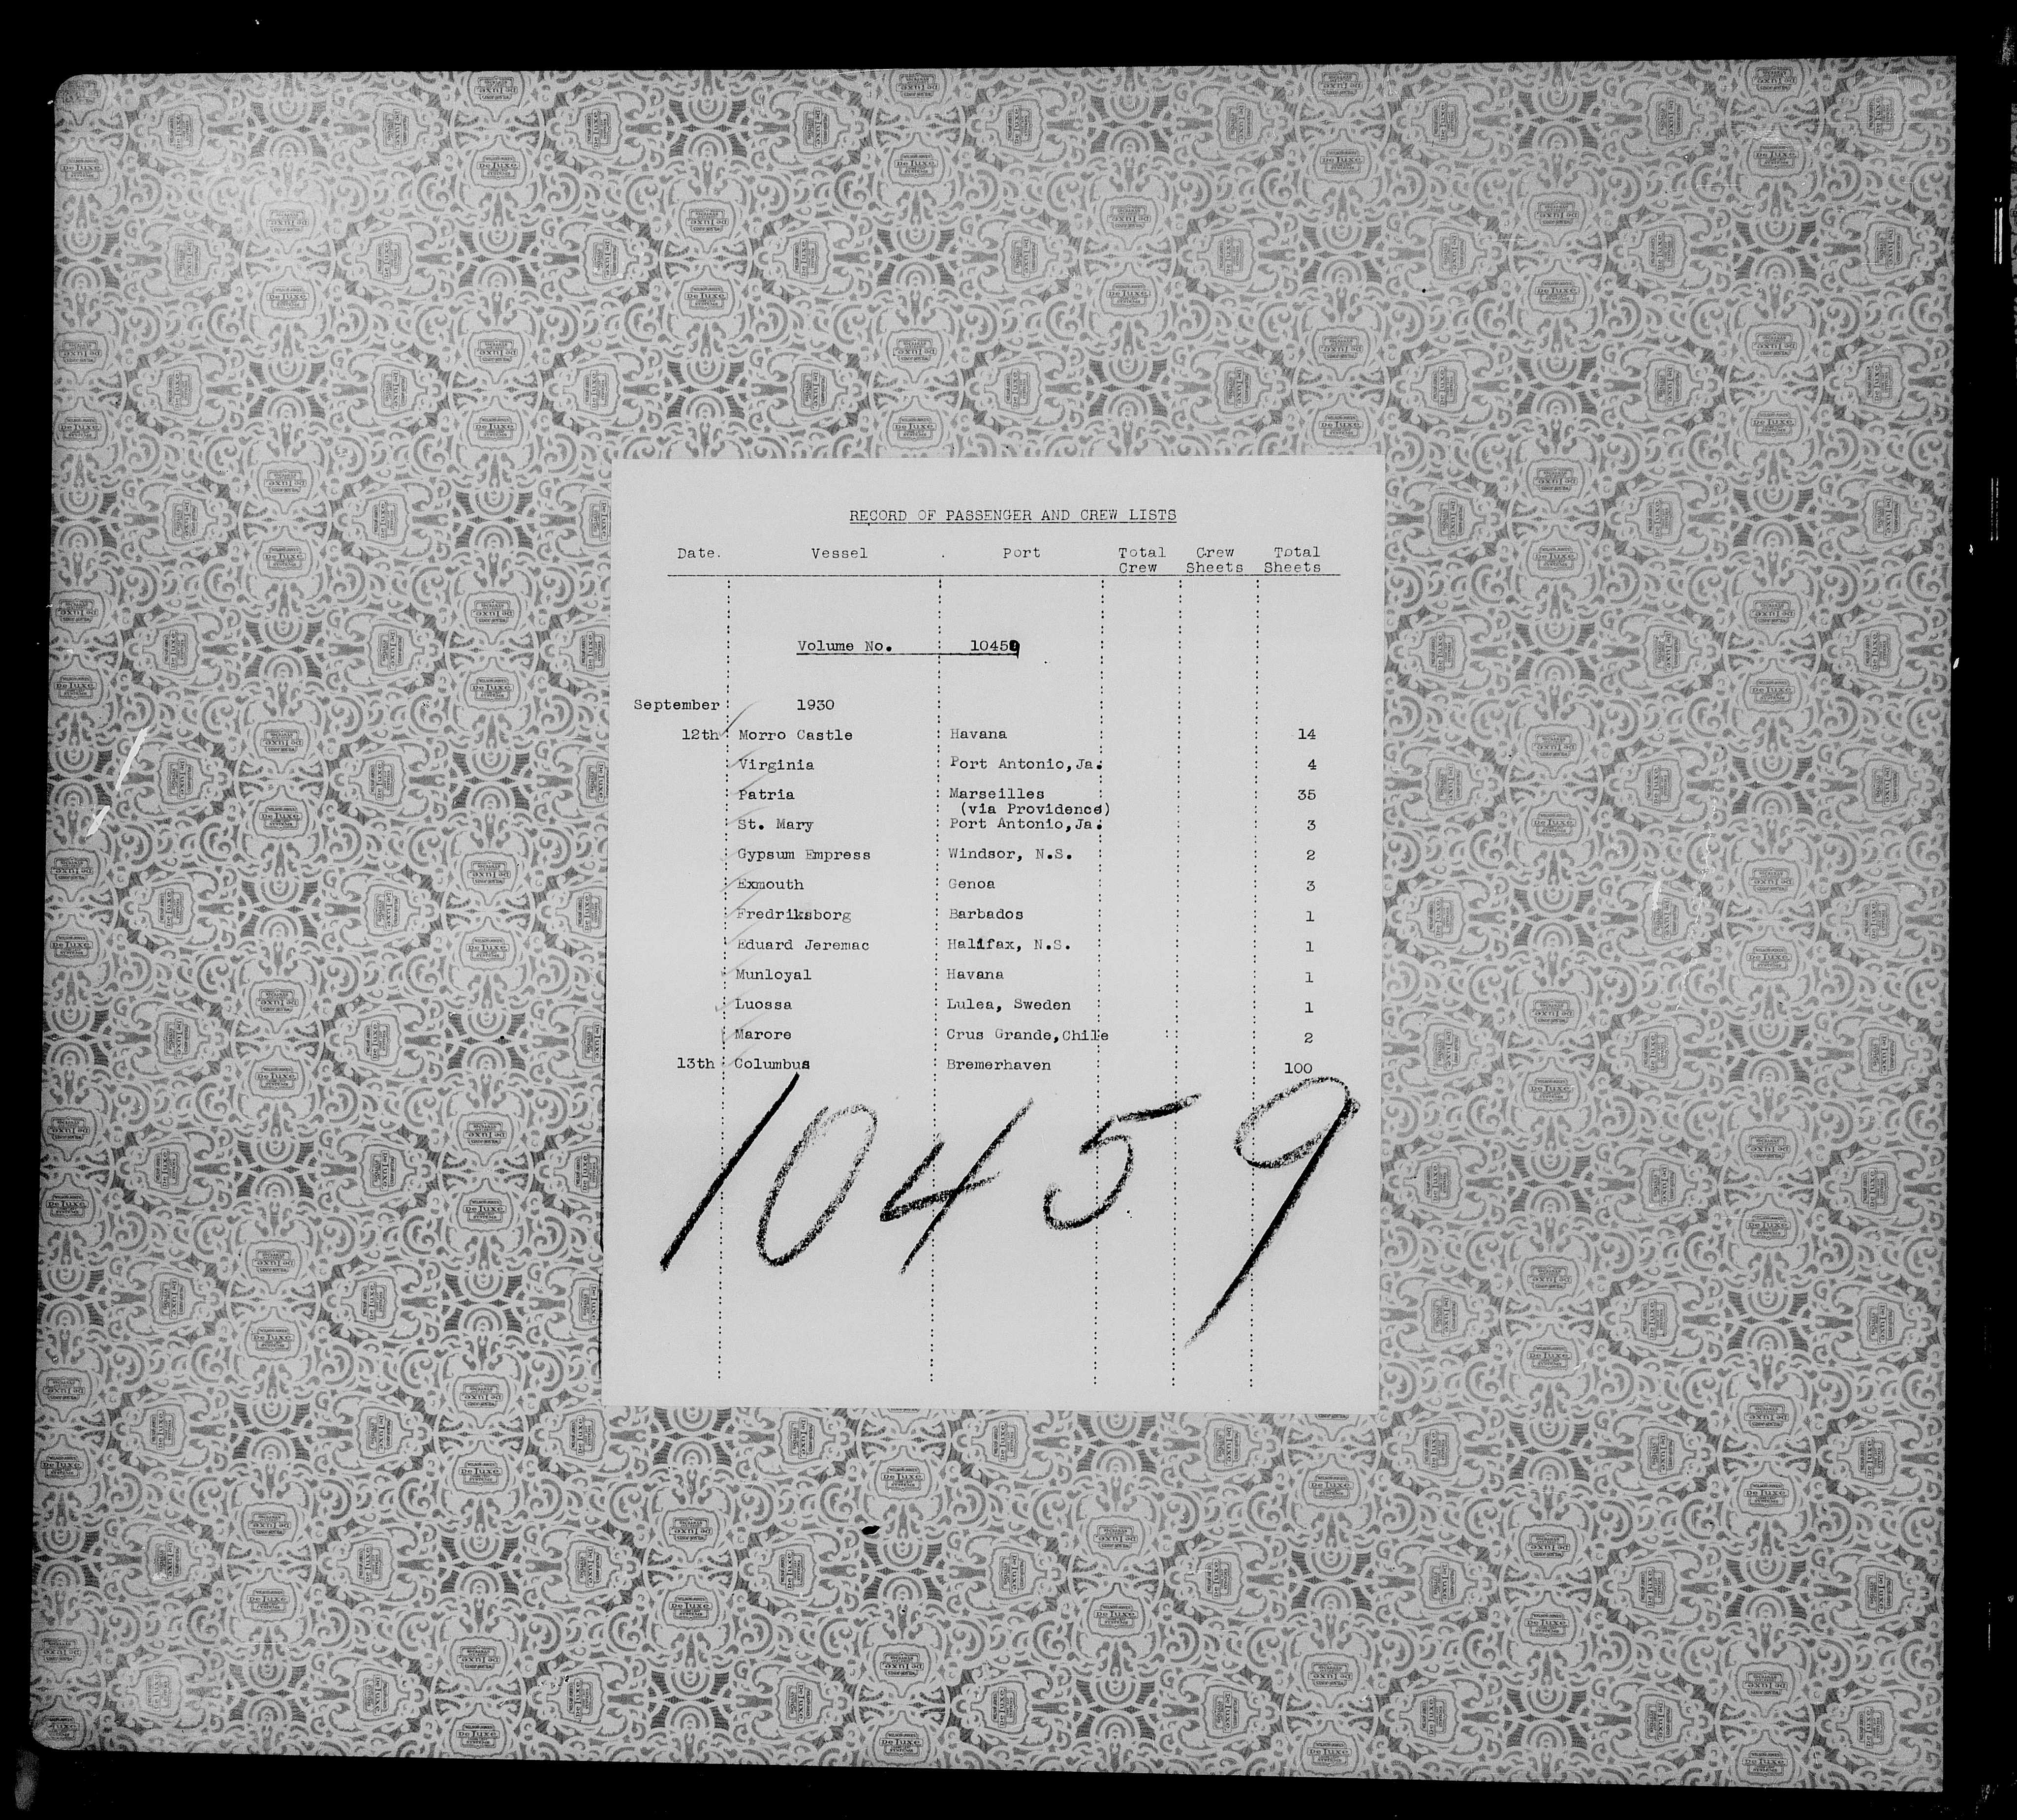 RECORD OF PASSENGER AND CREW LISTS
Date. Vessel Port Total Crew Crew Sheets Total Sheets
Volume No. 10459
September 1930
12th Morro Castle Havana 14
Virginia Port Antonio, Ja. 4
Patria Marseilles 35
(via Providence)
St. Mary Port Antonio, Ja. 3
Gypsum Empress Windsor, N.S. 2
Exmouth Genoa 3
Fredriksborg Barbados 1
Eduard Jeremac Halifax, N.S. 1
Munloyal Havana 1
Luossa Lulea, Sweden 1
Marore Crus Grande, Chile 2
13th Columbus Bremerhaven 100
10459
De Luxe